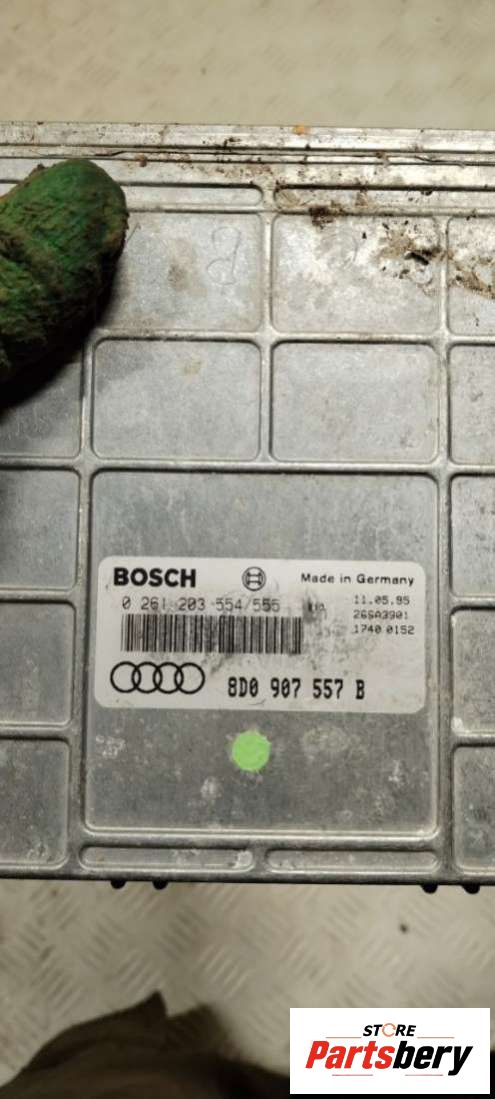 BOSCH
Made in Germany
0 261 203 554/555
11.05.95
26SA3901
1740 0152
8D0 907 557 B
STORE
Partsbery